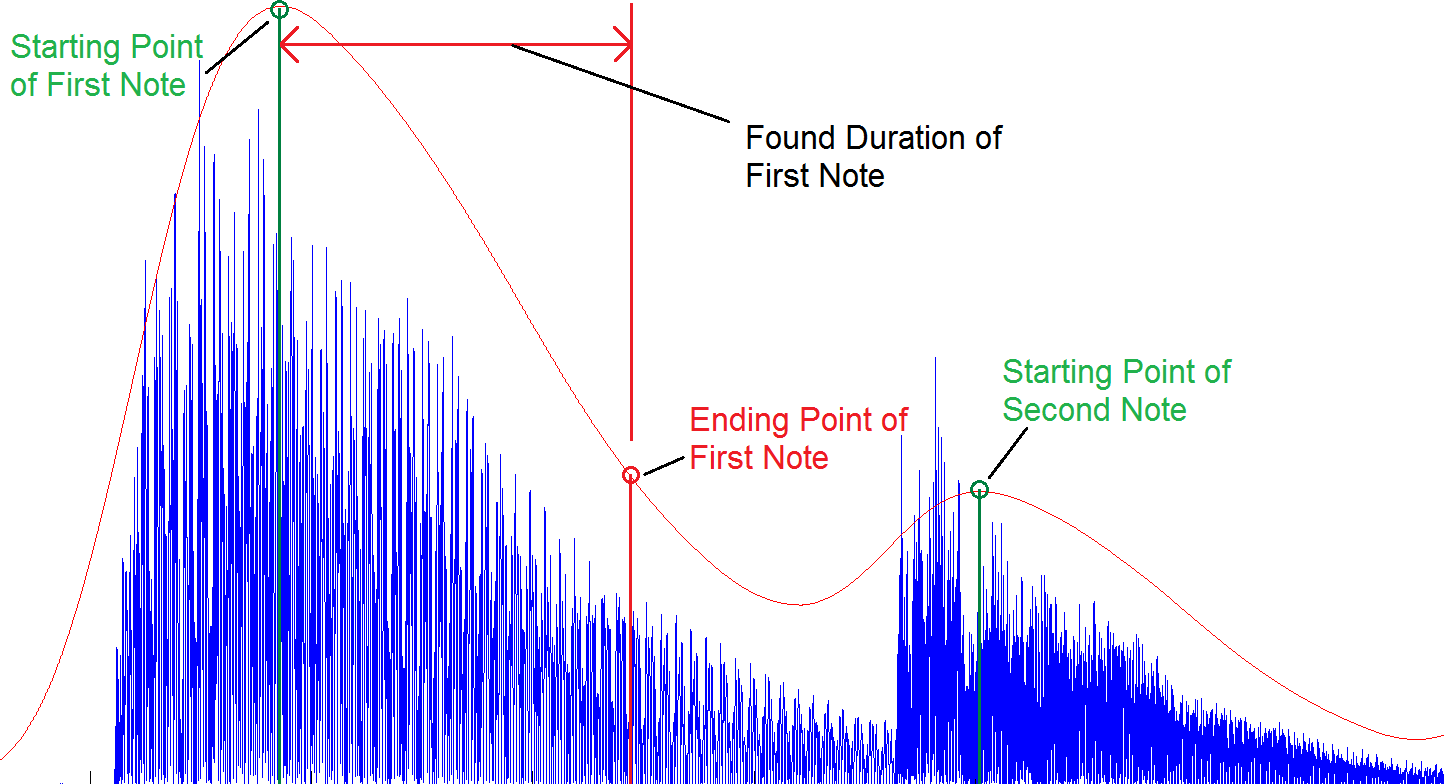 Starting Point
of First Note
Found Duration of
First Note
Starting Point of
Second Note
Ending Point of
First Note